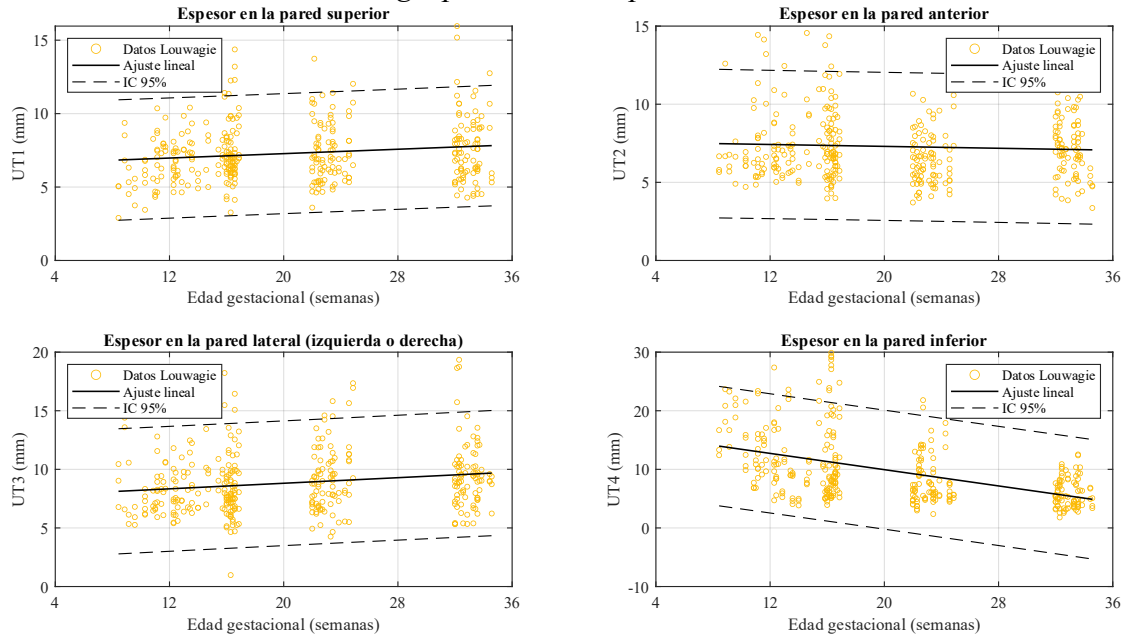 Espesor en la pared superior
15
10
5
0
UT1 (mm)
Datos Louwagie
Ajuste lineal
IC 95%
4 12 20 28 36
Edad gestacional (semanas)
Espesor en la pared anterior
15
10
5
0
UT2 (mm)
Datos Louwagie
Ajuste lineal
IC 95%
4 12 20 28 36
Edad gestacional (semanas)
Espesor en la pared lateral (izquierda o derecha)
20
15
10
5
0
UT3 (mm)
Datos Louwagie
Ajuste lineal
IC 95%
4 12 20 28 36
Edad gestacional (semanas)
Espesor en la pared inferior
30
20
10
0
-10
UT4 (mm)
Datos Louwagie
Ajuste lineal
IC 95%
4 12 20 28 36
Edad gestacional (semanas)